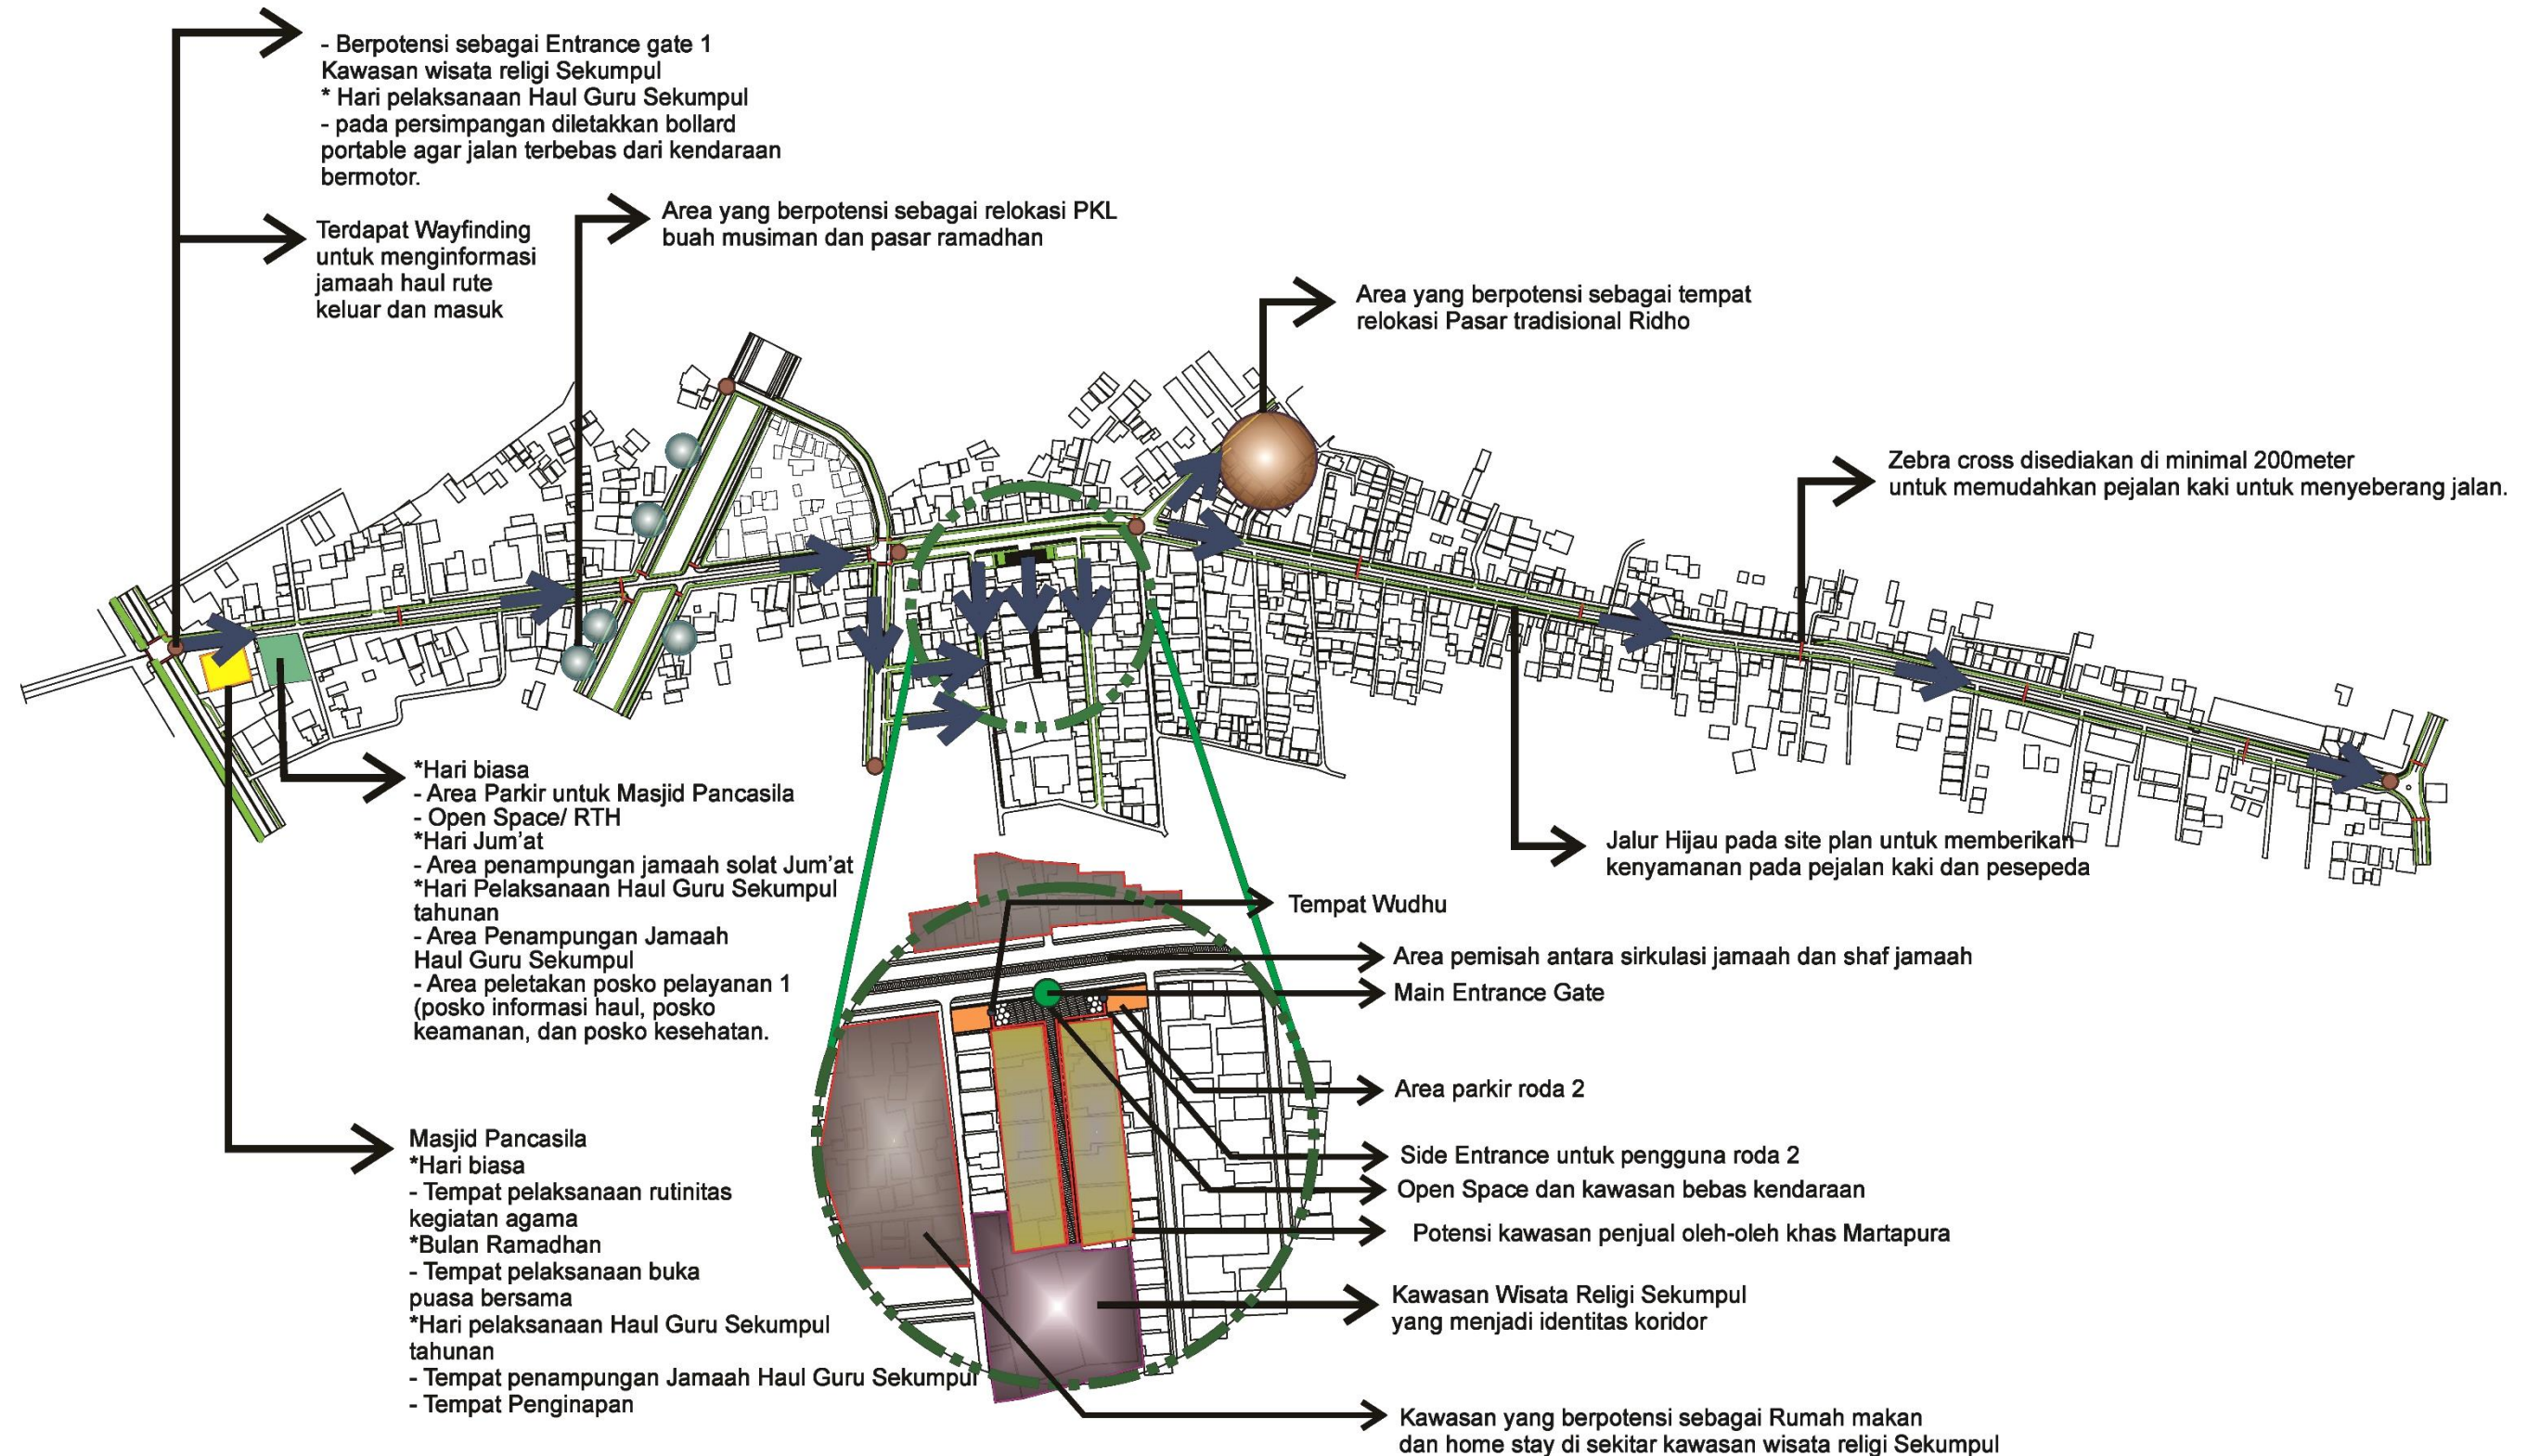 - Berpotensi sebagai Entrance gate 1
Kawasan wisata religi Sekumpul
* Hari pelaksanaan Haul Guru Sekumpul
- pada persimpangan diletakkan bollard
portable agar jalan terbebas dari kendaraan
bermotor.
Terdapat Wayfinding
untuk menginformasi
jamaah haul rute
keluar dan masuk
Area yang berpotensi sebagai relokasi PKL
buah musiman dan pasar ramadhan
Area yang berpotensi sebagai tempat
relokasi Pasar tradisional Ridho
Zebra cross disediakan di minimal 200meter
untuk memudahkan pejalan kaki untuk menyeberang jalan.
*Hari biasa
- Area Parkir untuk Masjid Pancasila
- Open Space/ RTH
*Hari Jum'at
- Area penampungan jamaah solat Jum'at
*Hari Pelaksanaan Haul Guru Sekumpul
tahunan
- Area Penampungan Jamaah
Haul Guru Sekumpul
- Area peletakan posko pelayanan 1
(posko informasi haul, posko
keamanan, dan posko kesehatan.
Jalur Hijau pada site plan untuk memberikan
kenyamanan pada pejalan kaki dan pesepeda
Masjid Pancasila
*Hari biasa
- Tempat pelaksanaan rutinitas
kegiatan agama
*Bulan Ramadhan
- Tempat pelaksanaan buka
puasa bersama
*Hari pelaksanaan Haul Guru Sekumpul
tahunan
- Tempat penampungan Jamaah Haul Guru Sekumpul
- Tempat Penginapan
Tempat Wudhu
Area pemisah antara sirkulasi jamaah dan shaf jamaah
Main Entrance Gate
Area parkir roda 2
Side Entrance untuk pengguna roda 2
Open Space dan kawasan bebas kendaraan
Potensi kawasan penjual oleh-oleh khas Martapura
Kawasan Wisata Religi Sekumpul
yang menjadi identitas koridor
Kawasan yang berpotensi sebagai Rumah makan
dan home stay di sekitar kawasan wisata religi Sekumpul